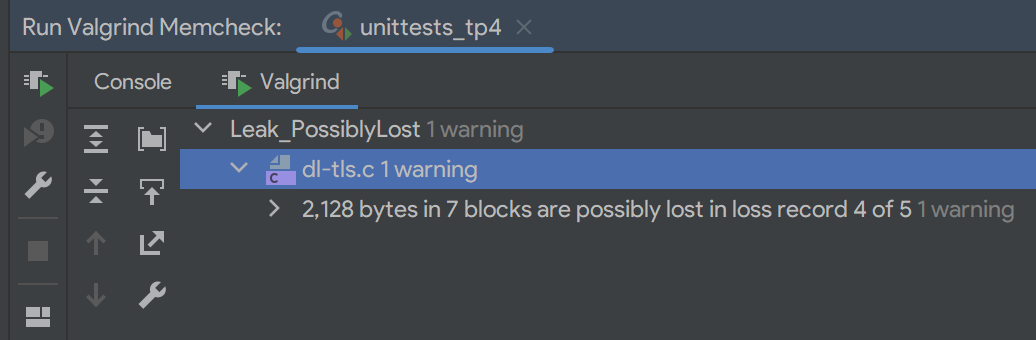 Run Valgrind Memcheck: unittests_tp4
Console Valgrind
Leak_PossiblyLost 1 warning
C dl-tls.c 1 warning
2,128 bytes in 7 blocks are possibly lost in loss record 4 of 5 1 warning